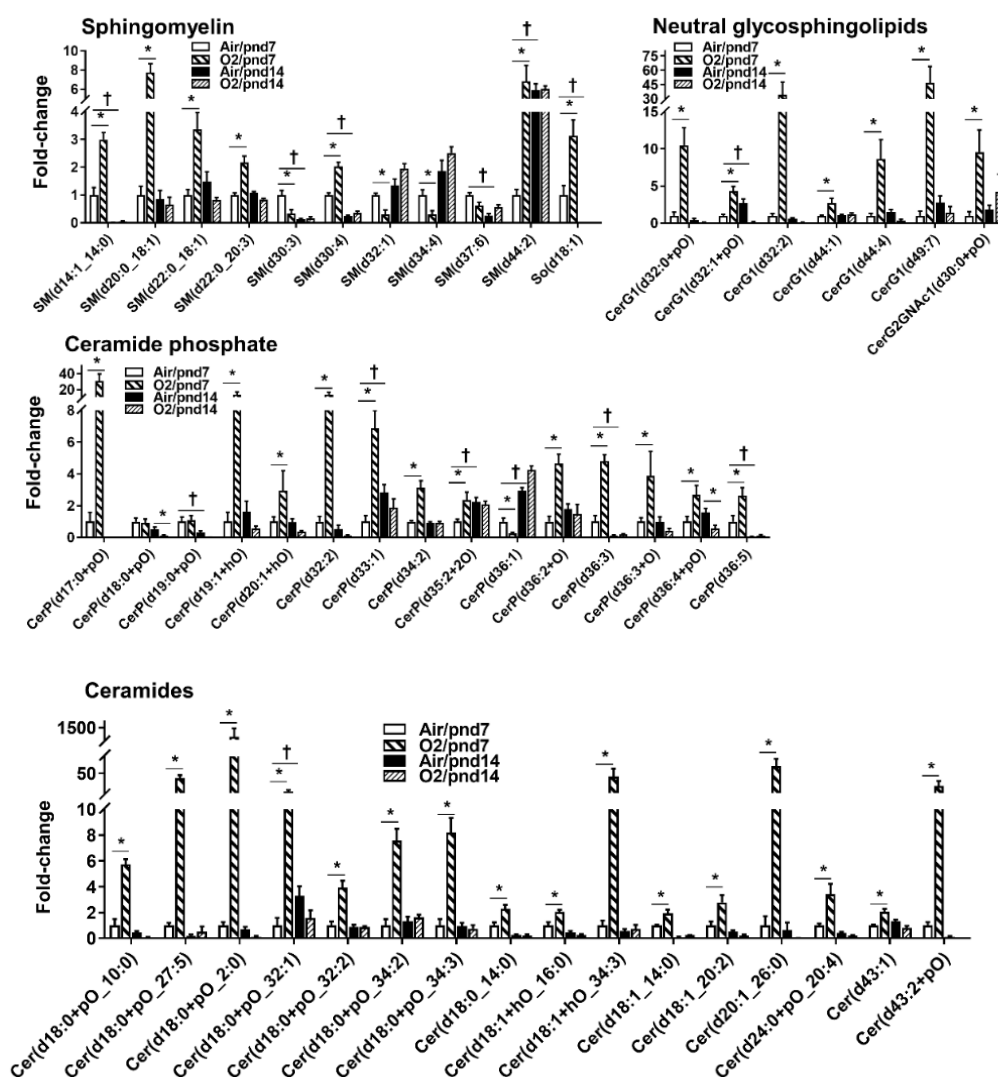 Sphingomyelin
Air/pnd7
O2/pnd7
Air/pnd14
O2/pnd14
Fold-change
10
8
6
4
3
2
1
0
* † * * * † * † * * * † * † * † *
SM(d14:1_14:0)
SM(d20:0_18:1)
SM(d22:0_18:1)
SM(d22:0_20:3)
SM(d30:3)
SM(d30:4)
SM(d32:1)
SM(d34:4)
SM(d37:6)
SM(d44:2)
So(d18:1)
Neutral glycosphingolipids
Air/pnd7
O2/pnd7
Air/pnd14
O2/pnd14
75
60
45
30
10
5
0
* * † * * * * *
CerG1(d32:0+pO)
CerG1(d32:1+pO)
CerG1(d32:2)
CerG1(d44:1)
CerG1(d44:4)
CerG1(d49:7)
CerG2GNAc1(d30:0+pO)
Ceramide phosphate
Air/pnd7
O2/pnd7
Air/pnd14
O2/pnd14
Fold-change
40
20
8
6
4
2
0
* * † * * * * † * * † * † * * † * * * * †
CerP(d17:0+pO)
CerP(d18:0+pO)
CerP(d19:0+pO)
CerP(d19:1+hO)
CerP(d20:1+hO)
CerP(d32:2)
CerP(d33:1)
CerP(d34:2)
CerP(d35:2+2O)
CerP(d36:1)
CerP(d36:2+O)
CerP(d36:3)
CerP(d36:3+O)
CerP(d36:4+pO)
CerP(d36:5)
Ceramides
Air/pnd7
O2/pnd7
Air/pnd14
O2/pnd14
Fold-change
1500
50
10
8
6
4
2
0
* * * * † * * * * * * * * * * * *
Cer(d18:0+pO_10:0)
Cer(d18:0+pO_27:5)
Cer(d18:0+pO_2:0)
Cer(d18:0+pO_32:1)
Cer(d18:0+pO_32:2)
Cer(d18:0+pO_34:2)
Cer(d18:0+pO_34:3)
Cer(d18:0_14:0)
Cer(d18:1+hO_16:0)
Cer(d18:1+hO_34:3)
Cer(d18:1_14:0)
Cer(d18:1_20:2)
Cer(d20:1_26:0)
Cer(d24:0+pO_20:4)
Cer(d43:1)
Cer(d43:2+pO)